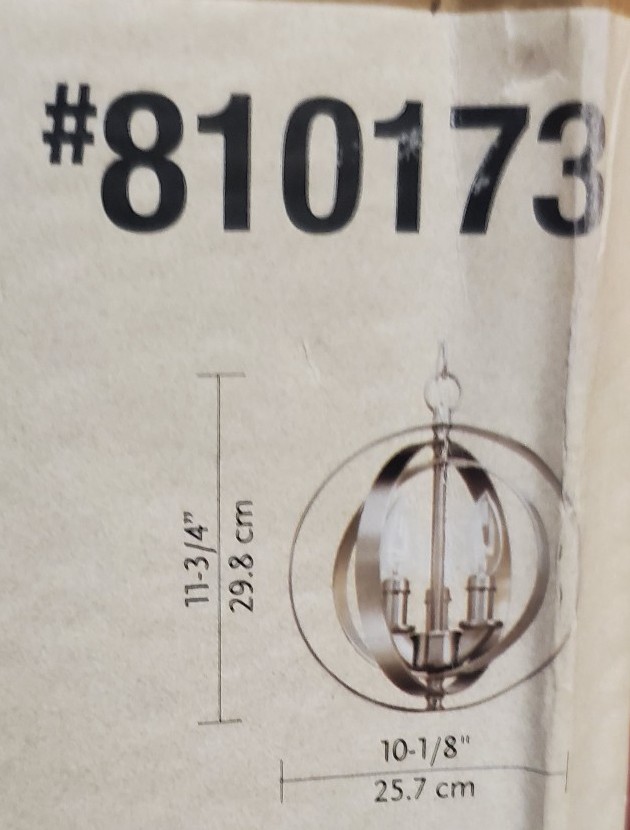 #810173
11-3/4"
29.8 cm
10-1/8"
25.7 cm